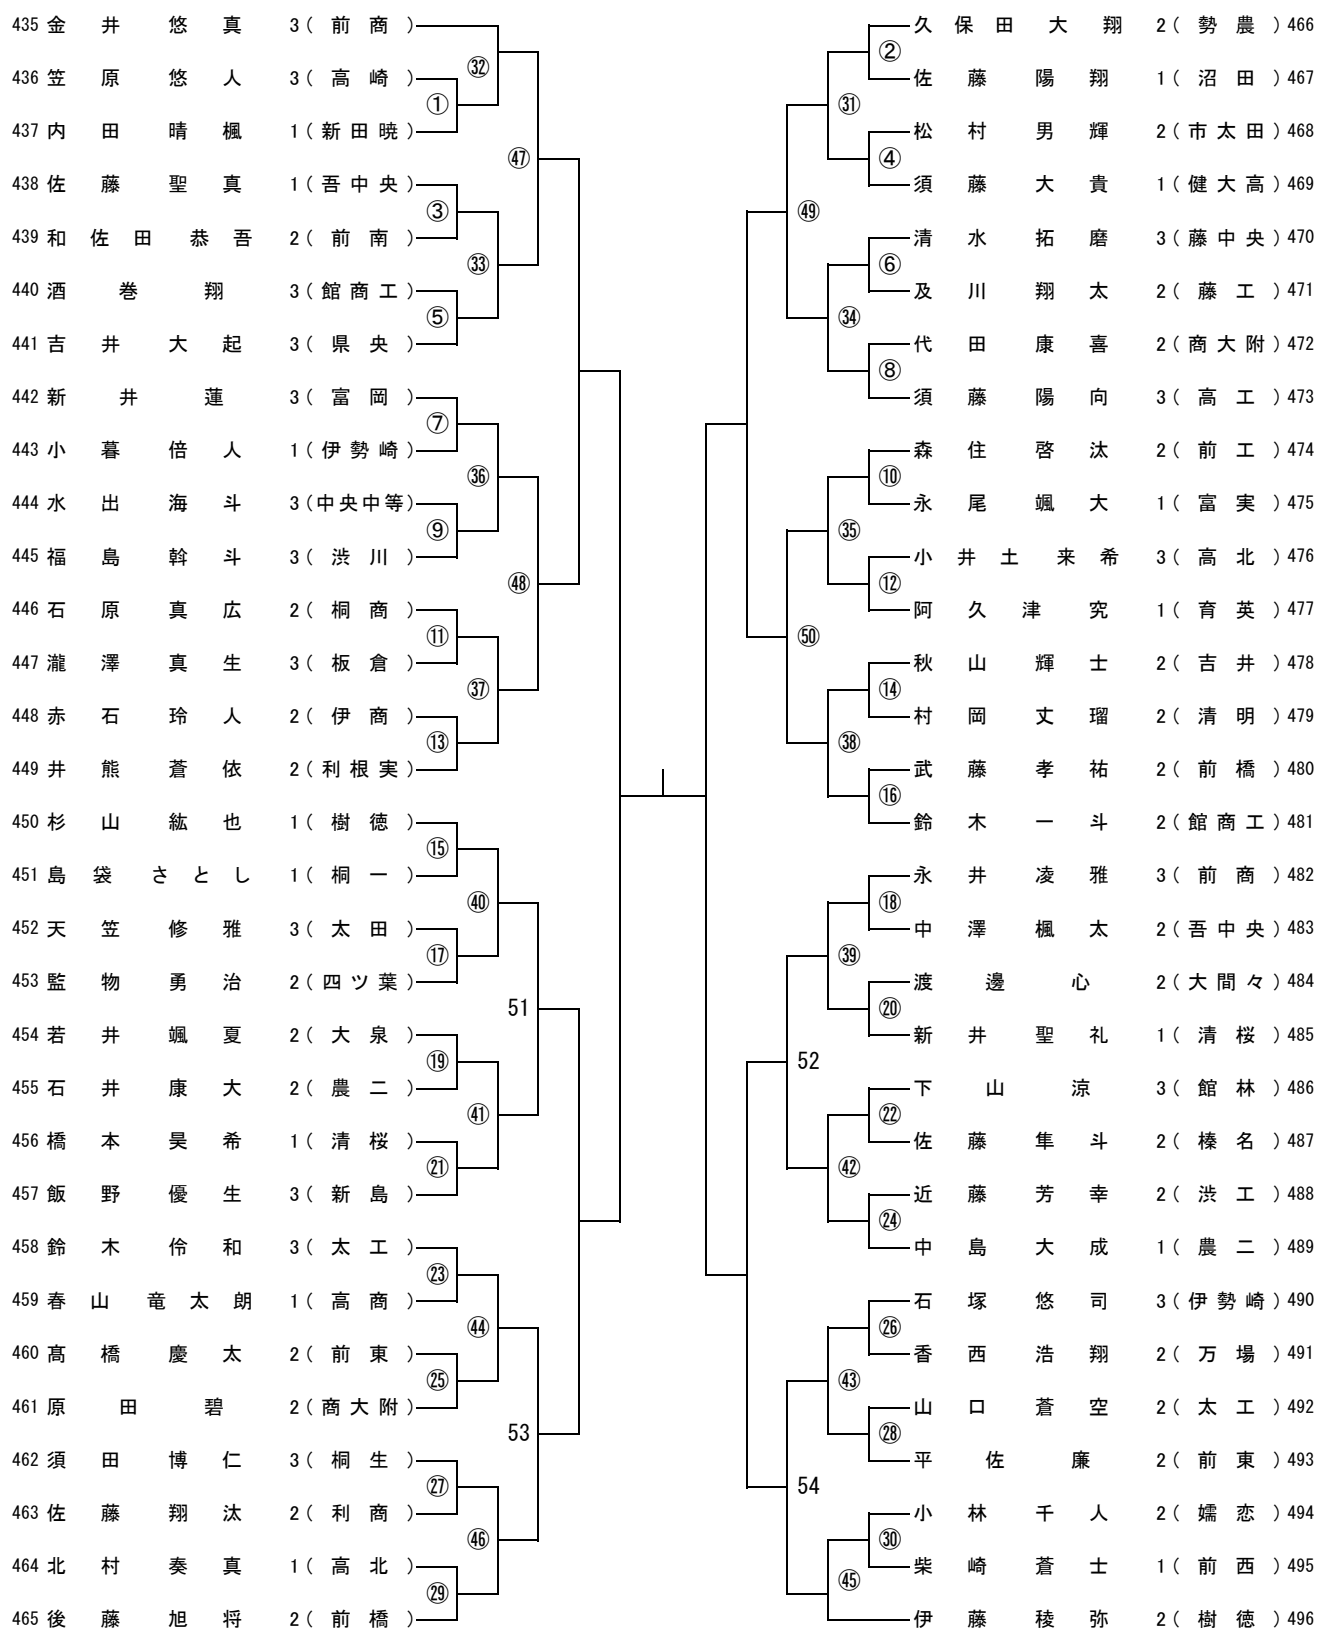 435 金井悠真 3(前商)
㉜
436 笠原悠人 3(高崎)
①
437 内田晴楓 1(新田暁)
㊼
438 佐藤聖真 1(吾中央)
③
439 和佐田恭吾 2(前南)
㉝
440 酒巻翔 3(館商工)
⑤
441 吉井大起 3(県央)
442 新井蓮 3(富岡)
⑦
443 小暮倍人 1(伊勢崎)
㊱
444 水出海斗 3(中央中等)
⑨
445 福島斡斗 3(渋川)
㊽
446 石原真広 2(桐商)
⑪
447 瀧澤真生 3(板倉)
㊲
448 赤石玲人 2(伊商)
⑬
449 井熊蒼依 2(利根実)
450 杉山紘也 1(樹徳)
⑮
451 島袋さとし 1(桐一)
㊵
452 天笠修雅 3(太田)
⑰
453 監物勇治 2(四ツ葉)
51
454 若井颯夏 2(大泉)
⑲
455 石井康大 2(農二)
㊶
456 橋本昊希 1(清桜)
㉑
457 飯野優生 3(新島)
458 鈴木伶和 3(太工)
㉓
459 春山竜太朗 1(高商)
㊹
460 髙橋慶太 2(前東)
㉕
461 原田碧 2(商大附)
53
462 須田博仁 3(桐生)
㉗
463 佐藤翔汰 2(利商)
㊻
464 北村奏真 1(高北)
㉙
465 後藤旭将 2(前橋)
久保田大翔 2(勢農)466
②
佐藤陽翔 1(沼田)467
㉛
松村男輝 2(市太田)468
④
須藤大貴 1(健大高)469
㊾
清水拓磨 3(藤中央)470
⑥
及川翔太 2(藤工)471
㉞
代田康喜 2(商大附)472
⑧
須藤陽向 3(高工)473
森住啓汰 2(前工)474
⑩
永尾颯大 1(富実)475
㉟
小井土来希 3(高北)476
⑫
阿久津究 1(育英)477
㊿
秋山輝士 2(吉井)478
⑭
村岡丈瑠 2(清明)479
㊳
武藤孝祐 2(前橋)480
⑯
鈴木一斗 2(館商工)481
永井凌雅 3(前商)482
⑱
中澤楓太 2(吾中央)483
㊴
渡邊心 2(大間々)484
⑳
新井聖礼 1(清桜)485
52
下山涼 3(館林)486
㉒
佐藤隼斗 2(榛名)487
㊷
近藤芳幸 2(渋工)488
㉔
中島大成 1(農二)489
石塚悠司 3(伊勢崎)490
㉖
香西浩翔 2(万場)491
㊸
山口蒼空 2(太工)492
㉘
平佐廉 2(前東)493
54
小林千人 2(嬬恋)494
㉚
柴崎蒼士 1(前西)495
㊺
伊藤稜弥 2(樹徳)496